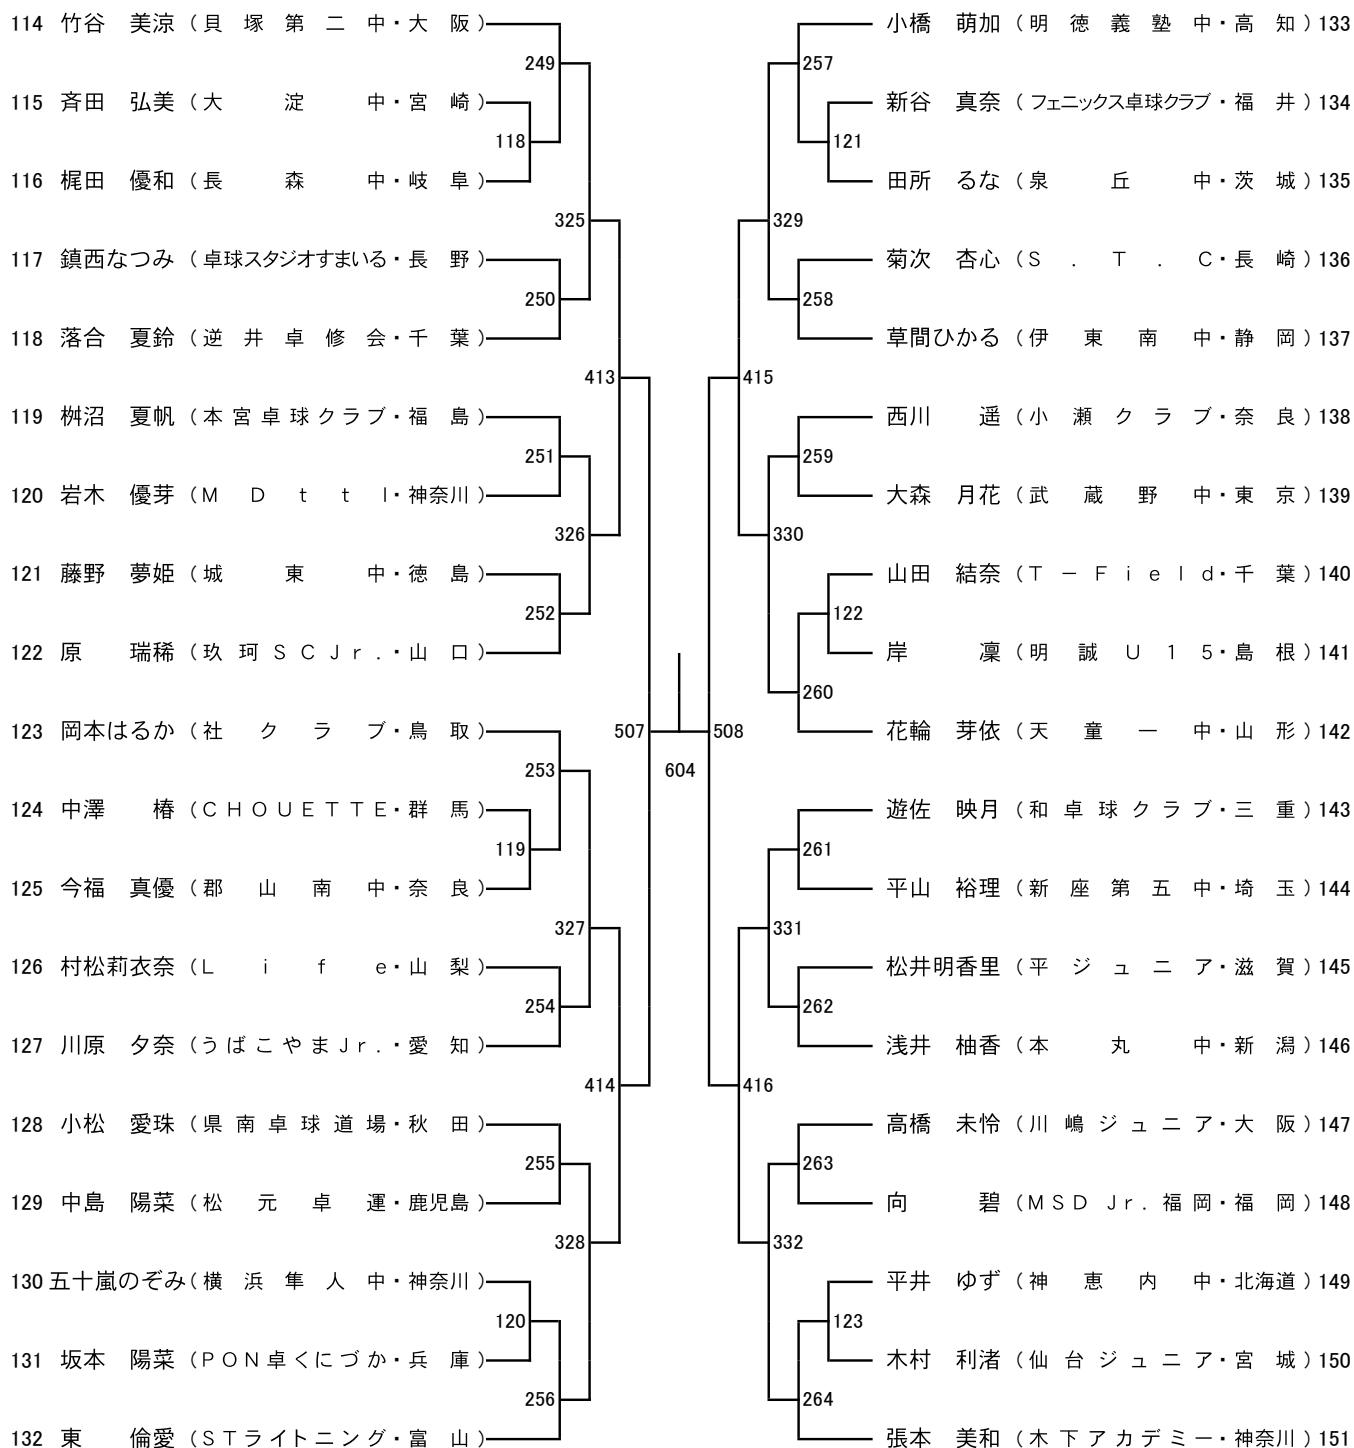 114 竹谷　美涼 (貝塚第二中・大阪)
249
115 斉田　弘美 (大淀中・宮崎)
118
116 梶田　優和 (長森中・岐阜)
325
117 鎮西なつみ (卓球スタジオすまいる・長野)
250
118 落合　夏鈴 (逆井卓修会・千葉)
413
119 桝沼　夏帆 (本宮卓球クラブ・福島)
251
120 岩木　優芽 (MDttl・神奈川)
326
121 藤野　夢姫 (城東中・徳島)
252
122 原　瑞稀 (玖珂SCJr.・山口)
123 岡本はるか (社クラブ・鳥取)
507
253
124 中澤　椿 (CHOUETTE・群馬)
119
125 今福　真優 (郡山南中・奈良)
327
126 村松莉衣奈 (Life・山梨)
254
127 川原　夕奈 (うばこやまJr.・愛知)
414
128 小松　愛珠 (県南卓球道場・秋田)
255
129 中島　陽菜 (松元卓運・鹿児島)
328
130 五十嵐のぞみ (横浜隼人中・神奈川)
120
131 坂本　陽菜 (PON卓くにづか・兵庫)
256
132 東　倫愛 (STライトニング・富山)
604
小橋　萌加 (明徳義塾中・高知) 133
257
新谷　真奈 (フェニックス卓球クラブ・福井) 134
121
田所　るな (泉丘中・茨城) 135
329
菊次　杏心 (S.T.C・長崎) 136
258
草間ひかる (伊東南中・静岡) 137
415
西川　遥 (小瀬クラブ・奈良) 138
259
大森　月花 (武蔵野中・東京) 139
330
山田　結奈 (T－Field・千葉) 140
122
岸　凜 (明誠U15・島根) 141
260
花輪　芽依 (天童一中・山形) 142
508
遊佐　映月 (和卓球クラブ・三重) 143
261
平山　裕理 (新座第五中・埼玉) 144
331
松井明香里 (平ジュニア・滋賀) 145
262
浅井　柚香 (本丸中・新潟) 146
416
高橋　未怜 (川嶋ジュニア・大阪) 147
263
向　碧 (MSD Jr.福岡・福岡) 148
332
平井　ゆず (神恵内中・北海道) 149
123
木村　利渚 (仙台ジュニア・宮城) 150
264
張本　美和 (木下アカデミー・神奈川) 151